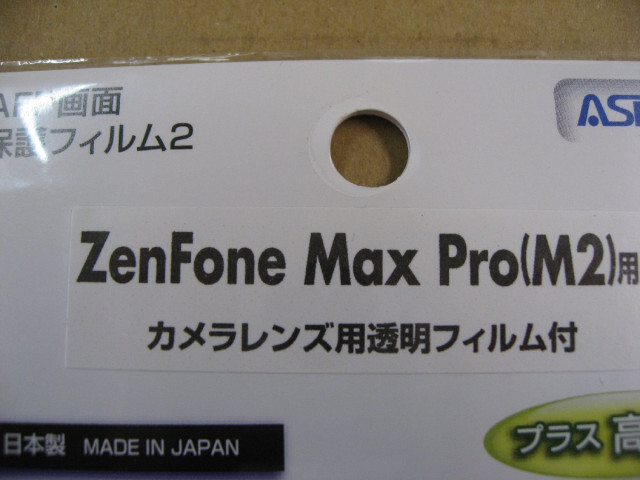 画面
保護フィルム2
ZenFone Max Pro(M2)用
カメラレンズ用透明フィルム付
日本製 MADE IN JAPAN
プラス 高